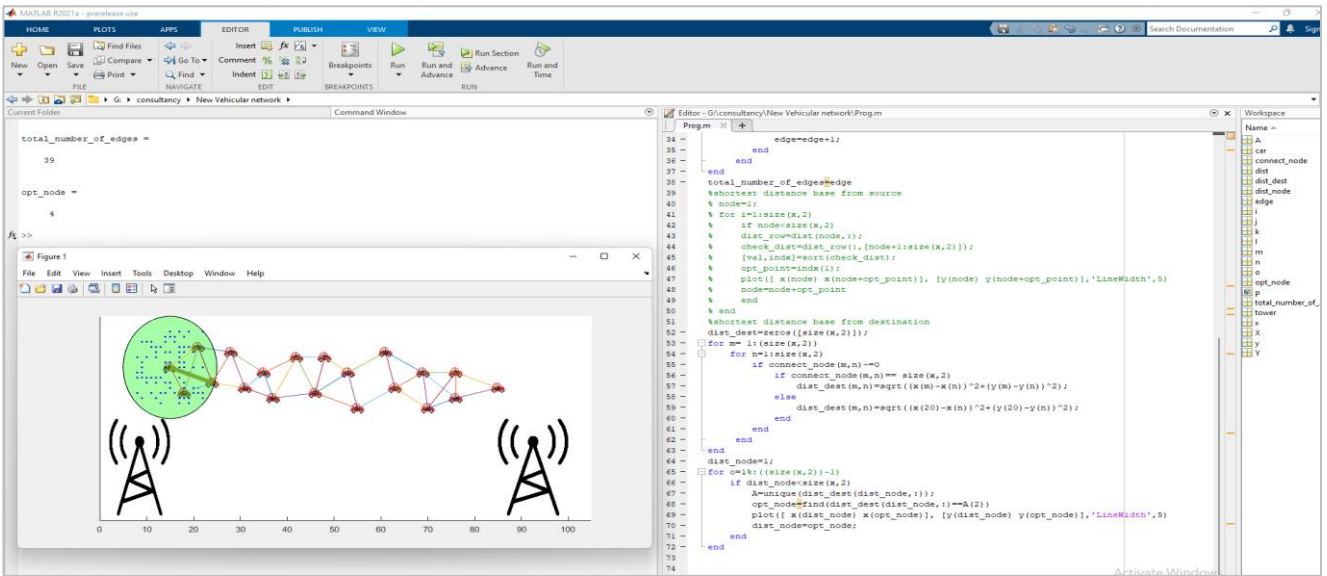 MATLAB R2021a - prerelease use
HOME PLOTS APPS EDITOR PUBLISH VIEW
Search Documentation
Sign
New Open Save
Find Files
Compare
Print
FILE
Go To
Find
NAVIGATE
Insert fx
Comment %
Indent
EDIT
Breakpoints
BREAKPOINTS
Run
Run and Advance
Run Section
Advance
Run and Time
RUN
G: consultancy New Vehicular network
Current Folder
Command Window
total_number_of_edges =
39
opt_node =
4
fx >>
Figure 1
File Edit View Insert Tools Desktop Window Help
0 10 20 30 40 50 60 70 80 90 100
Editor - G:\consultancy\New Vehicular network\Prog.m
Prog.m
34 - edge=edge+1;
35 - end
36 - end
37 - end
38 - total_number_of_edges=edge
39 %shortest distance base from source
40 % node=1;
41 % for i=1:size(x,2)
42 % if node<size(x,2)
43 % dist_row=dist(node,:);
44 % check_dist=dist_row(:,[node+1:size(x,2)]);
45 % [val,indx]=sort(check_dist);
46 % opt_point=indx(1);
47 % plot([ x(node) x(node+opt_point)], [y(node) y(node+opt_point)],'LineWidth',5)
48 % node=node+opt_point
49 % end
50 % end
51 %shortest distance base from destination
52 - dist_dest=zeros([size(x,2)]);
53 - for m= 1:(size(x,2))
54 - for n=1:size(x,2)
55 - if connect_node(m,n)~=0
56 - if connect_node(m,n)== size(x,2)
57 - dist_dest(m,n)=sqrt((x(m)-x(n))^2+(y(m)-y(n))^2);
58 - else
59 - dist_dest(m,n)=sqrt((x(20)-x(n))^2+(y(20)-y(n))^2);
60 - end
61 - end
62 - end
63 - end
64 - dist_node=1;
65 - for o=1%:((size(x,2))-1)
66 - if dist_node<size(x,2)
67 - A=unique(dist_dest(dist_node,:));
68 - opt_node=find(dist_dest(dist_node,:)==A(2))
69 - plot([ x(dist_node) x(opt_node)], [y(dist_node) y(opt_node)],'LineWidth',5)
70 - dist_node=opt_node;
71 - end
72 - end
73
74
Workspace
Name
A
car
connect_node
dist
dist_dest
dist_node
edge
i
j
k
l
m
n
o
opt_node
p
total_number_of_
tower
x
X
y
Y
Activate Windows